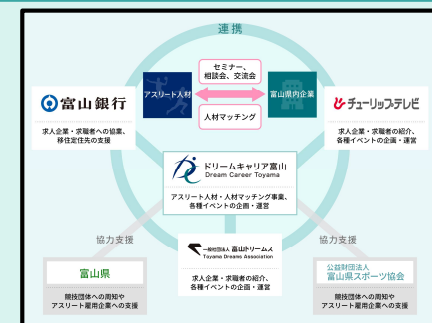 連携
セミナー、
相談会、交流会
アスリート人材
富山県内企業
人材マッチング
富山銀行
求人企業・求職者への協業、
移住定住先の支援
チューリップテレビ
求人企業・求職者の紹介、
各種イベントの企画・運営
ドリームキャリア富山
Dream Career Toyama
アスリート人材・人材マッチング事業、
各種イベントの企画・運営
協力支援
協力支援
一般社団法人 富山ドリームス
Toyama Dreams Association
求人企業・求職者の紹介、
各種イベントの企画・運営
富山県
競技団体への周知や
アスリート雇用企業への支援
公益財団法人
富山県スポーツ協会
競技団体への周知や
アスリート雇用企業への支援